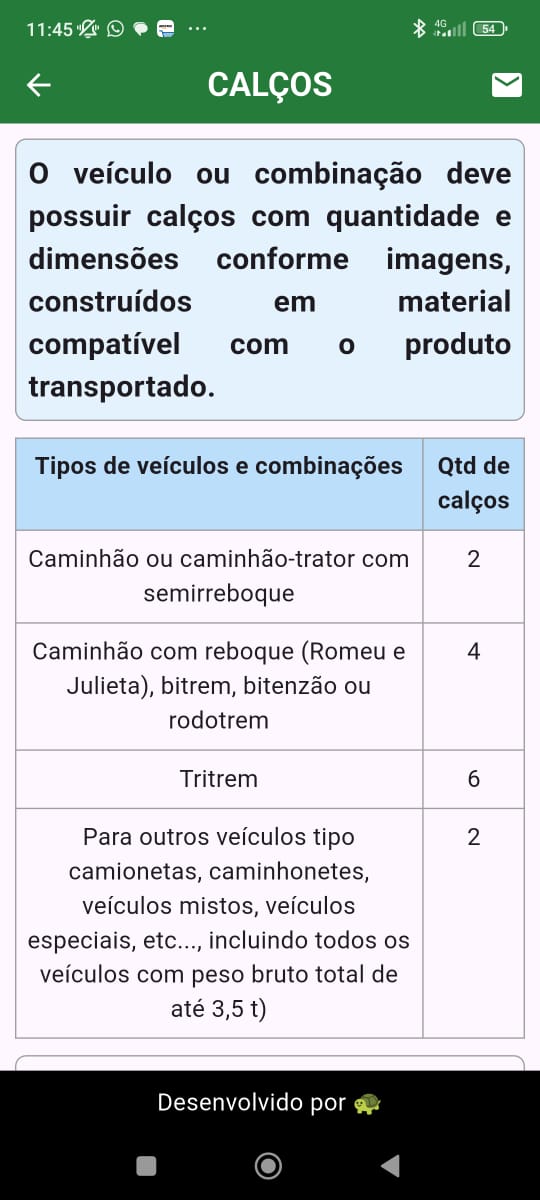 11:45
4G
54
CALÇOS
O veículo ou combinação deve
possuir calços com quantidade e
dimensões conforme imagens,
construídos em material
compatível com o produto
transportado.
Tipos de veículos e combinações
Qtd de
calços
Caminhão ou caminhão-trator com
semirreboque
2
Caminhão com reboque (Romeu e
Julieta), bitrem, bitenzão ou
rodotrem
4
Tritrem
6
Para outros veículos tipo
camionetas, caminhonetes,
veículos mistos, veículos
especiais, etc..., incluindo todos os
veículos com peso bruto total de
até 3,5 t)
2
Desenvolvido por 🐢